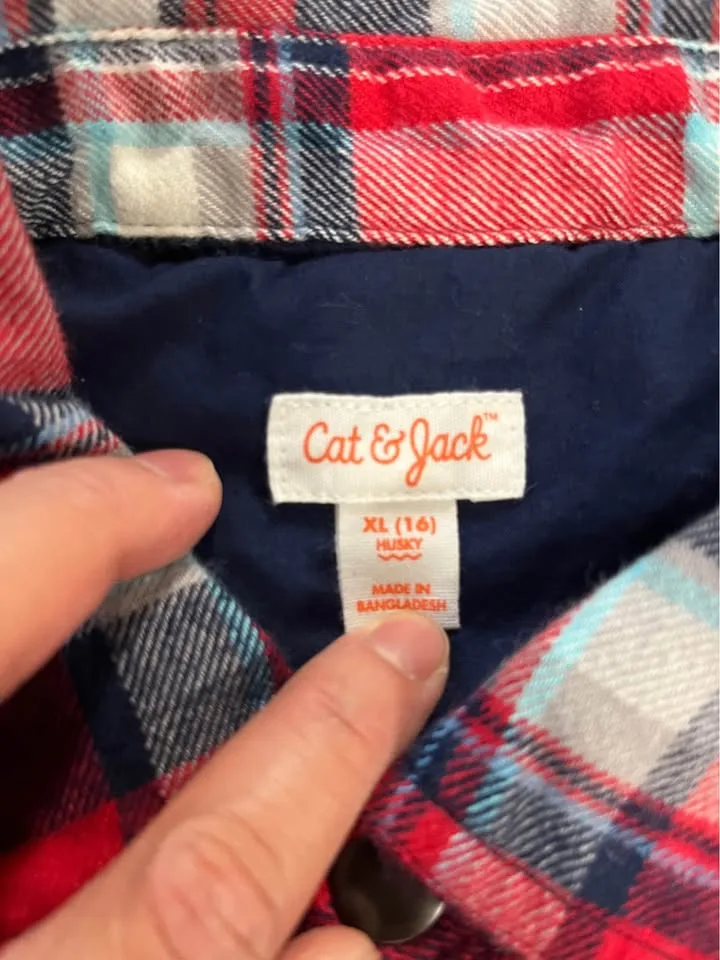 Cat & Jack™
XL (16)
HUSKY
MADE IN
BANGLADESH